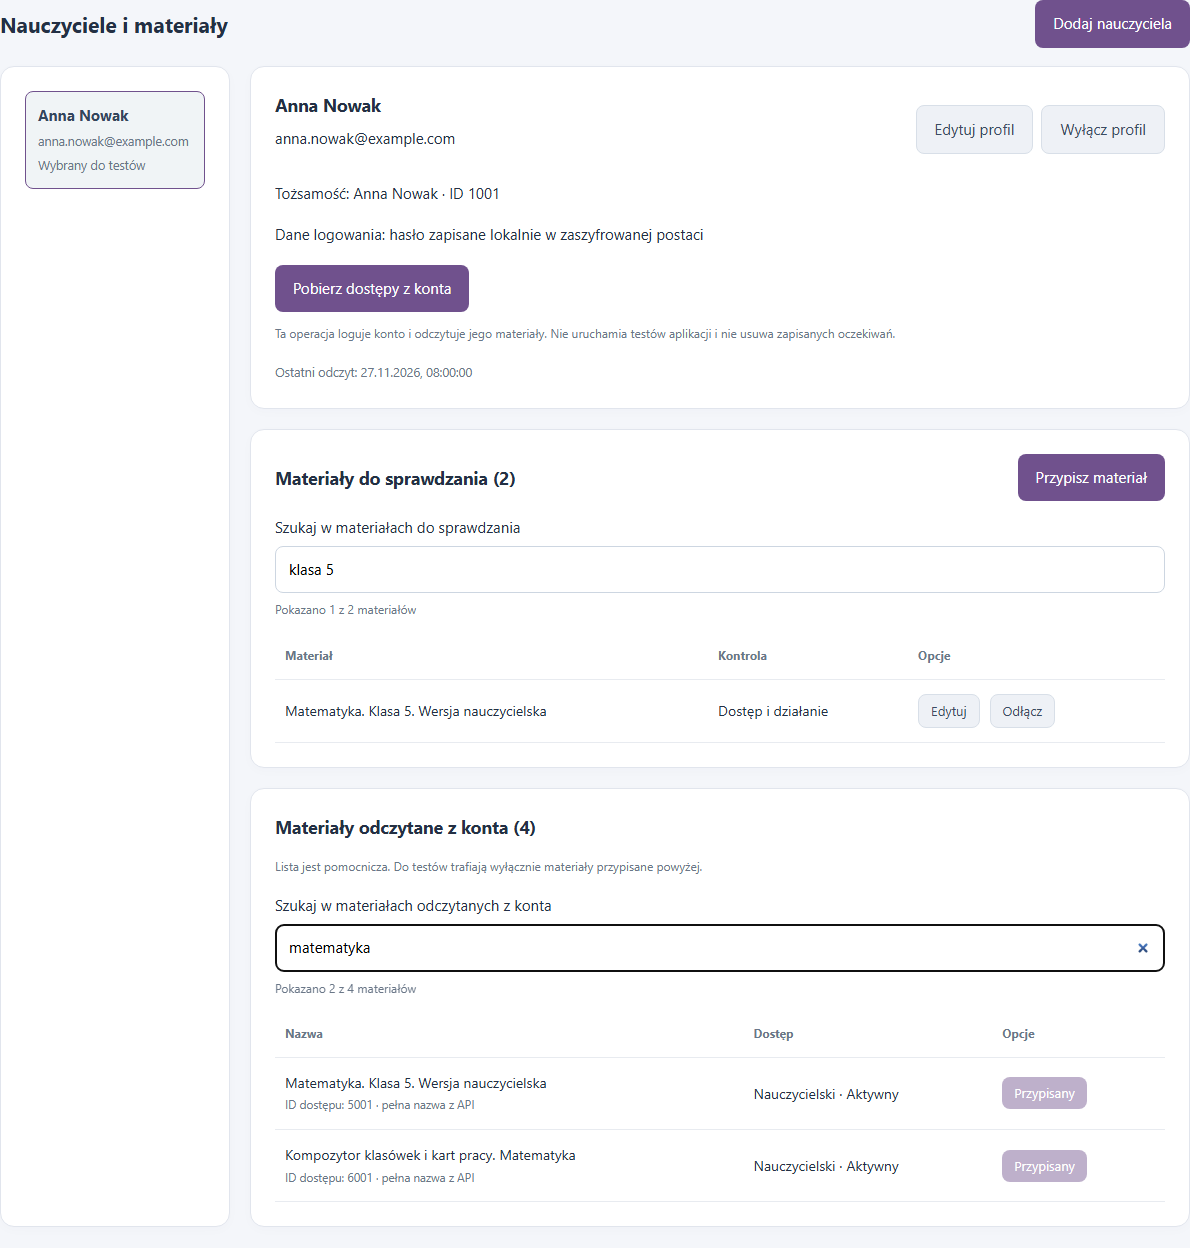 Nauczyciele i materiały
Dodaj nauczyciela
Anna Nowak
anna.nowak@example.com
Wybrany do testów
Anna Nowak
anna.nowak@example.com
Edytuj profil
Wyłącz profil
Tożsamość: Anna Nowak · ID 1001
Dane logowania: hasło zapisane lokalnie w zaszyfrowanej postaci
Pobierz dostępy z konta
Ta operacja loguje konto i odczytuje jego materiały. Nie uruchamia testów aplikacji i nie usuwa zapisanych oczekiwań.
Ostatni odczyt: 27.11.2026, 08:00:00
Materiały do sprawdzania (2)
Przypisz materiał
Szukaj w materiałach do sprawdzania
klasa 5
Pokazano 1 z 2 materiałów
Materiał Kontrola Opcje
Matematyka. Klasa 5. Wersja nauczycielska Dostęp i działanie Edytuj Odłącz
Materiały odczytane z konta (4)
Lista jest pomocnicza. Do testów trafiają wyłącznie materiały przypisane powyżej.
Szukaj w materiałach odczytanych z konta
matematyka
Pokazano 2 z 4 materiałów
Nazwa Dostęp Opcje
Matematyka. Klasa 5. Wersja nauczycielska
ID dostępu: 5001 · pełna nazwa z API
Nauczycielski · Aktywny
Przypisany
Kompozytor klasówek i kart pracy. Matematyka
ID dostępu: 6001 · pełna nazwa z API
Nauczycielski · Aktywny
Przypisany